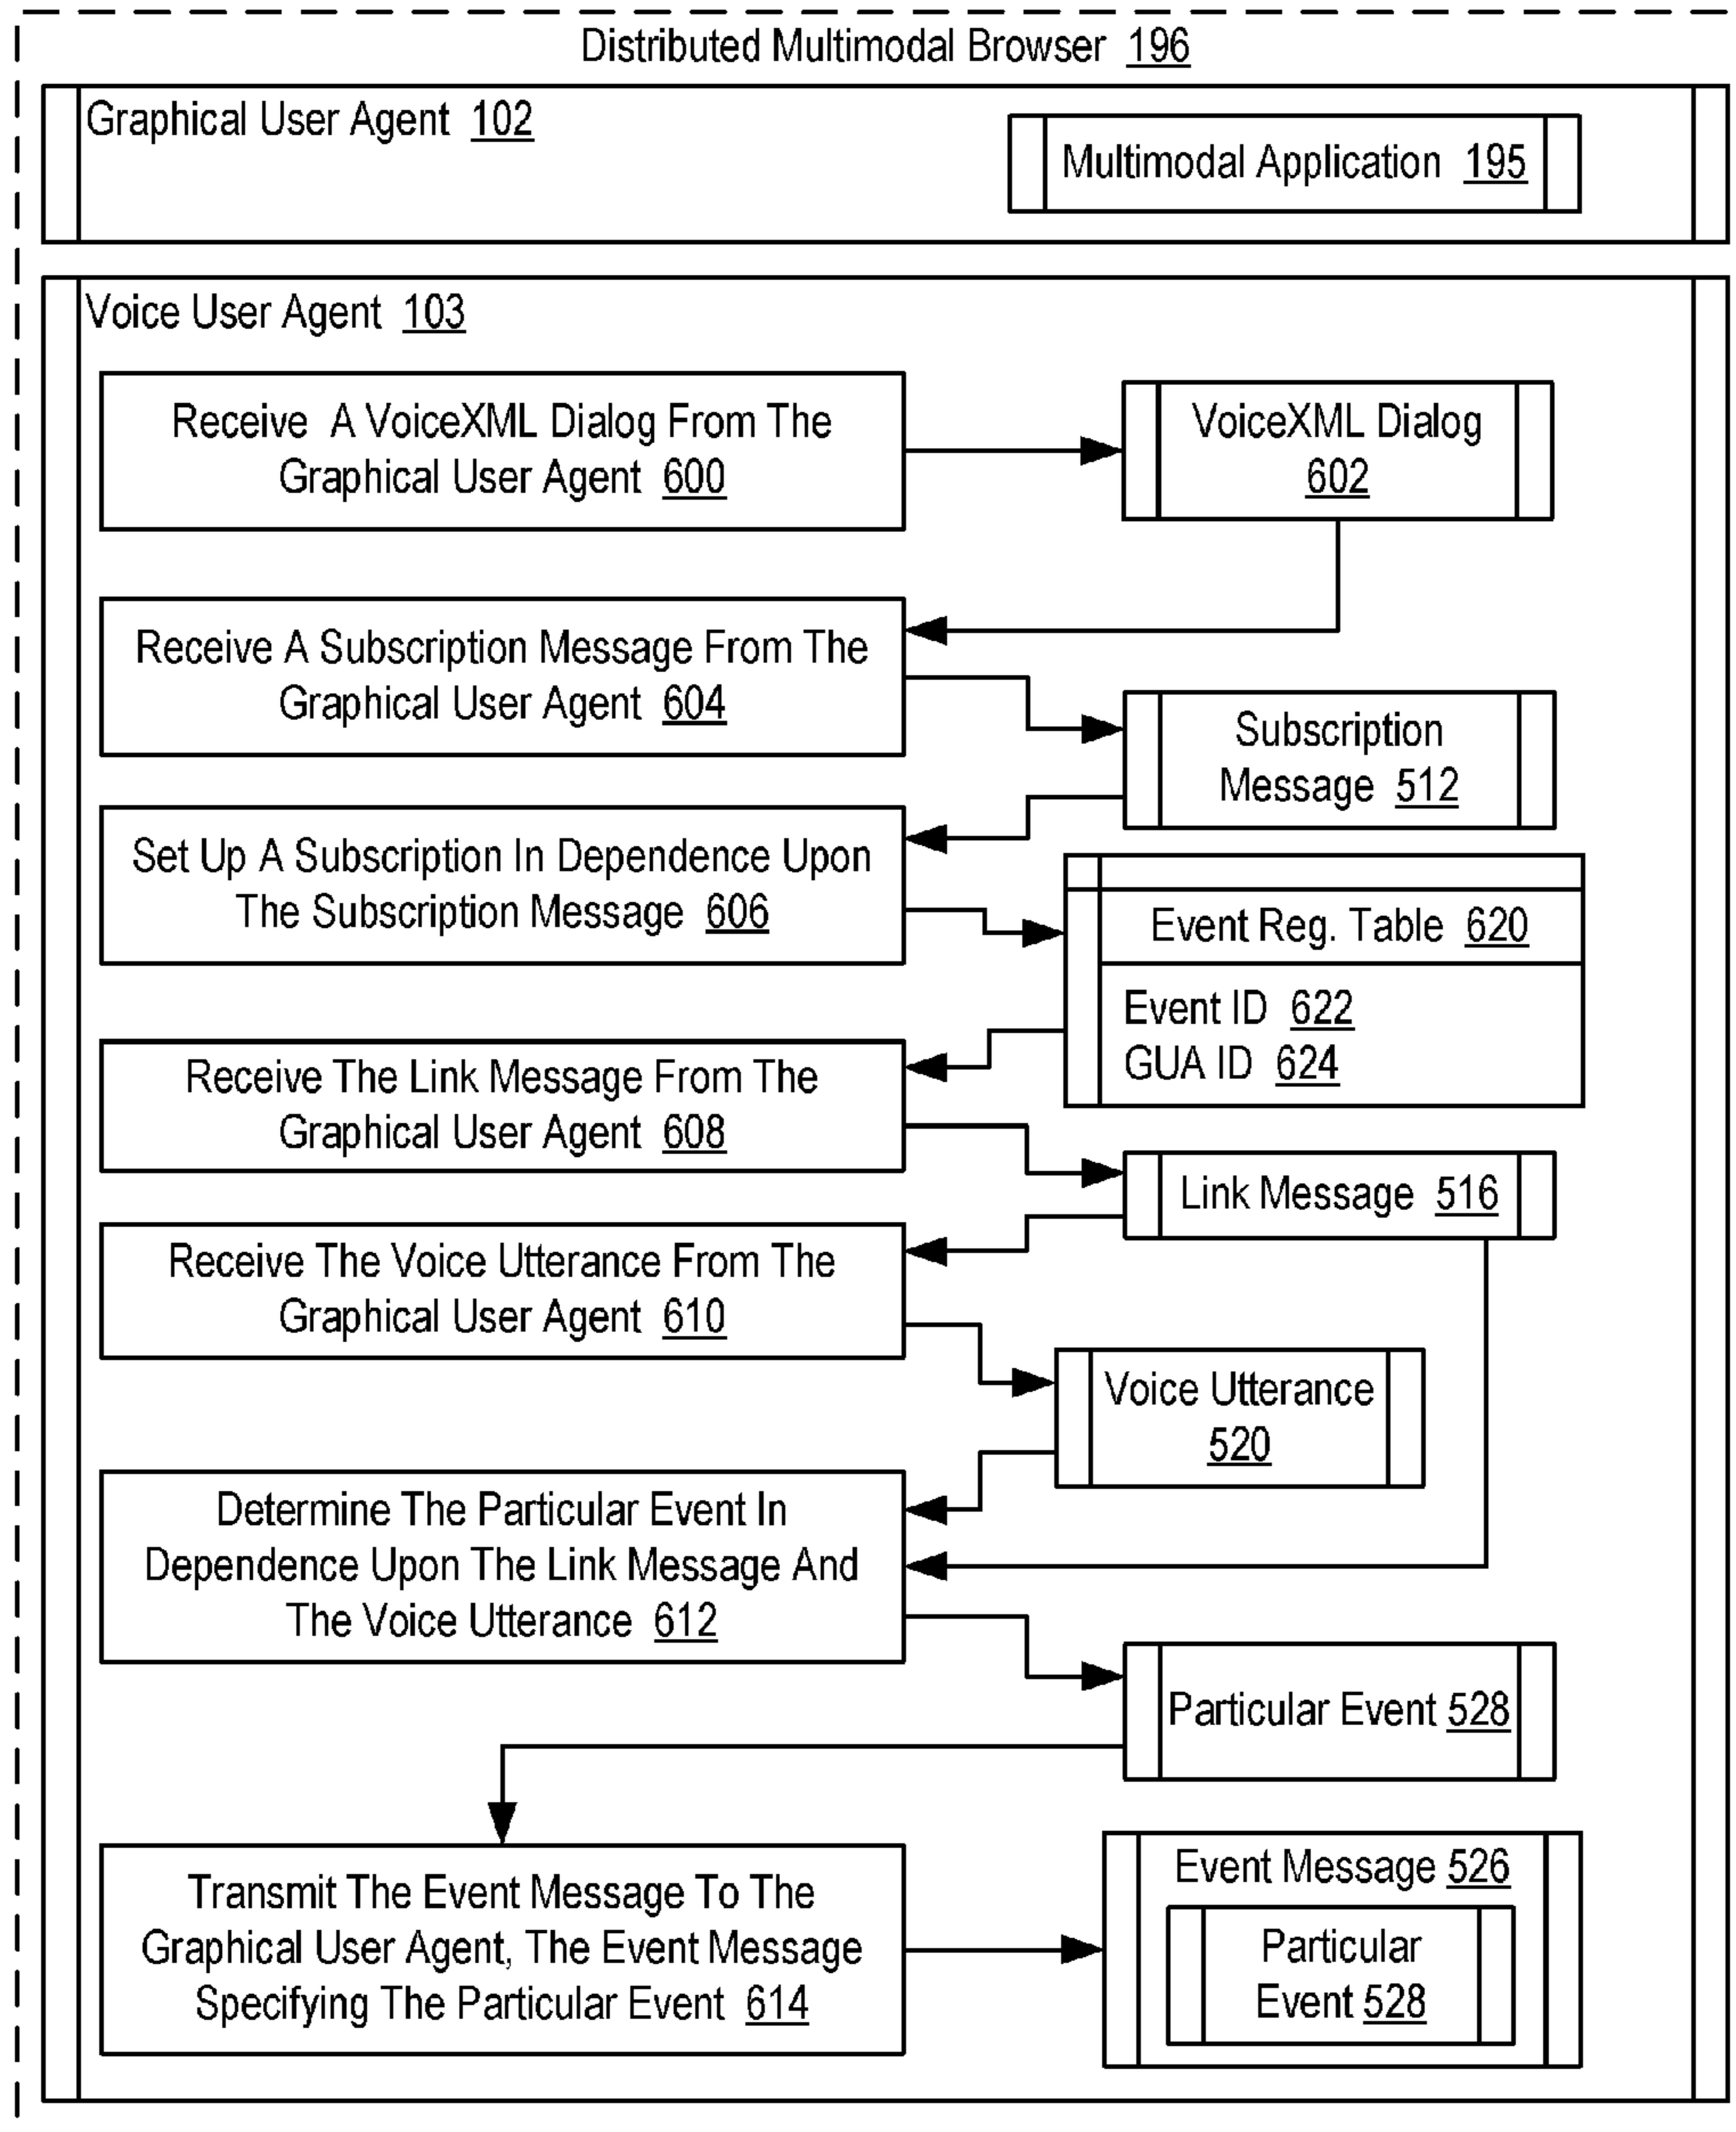 Distributed Multimodal Browser 196
Graphical User Agent 102
Multimodal Application 195
Voice User Agent 103
Receive A VoiceXML Dialog From The
Graphical User Agent 600
VoiceXML Dialog
602
Receive A Subscription Message From The
Graphical User Agent 604
Subscription
Message 512
Set Up A Subscription In Dependence Upon
The Subscription Message 606
Event Reg. Table 620
Event ID 622
GUA ID 624
Receive The Link Message From The
Graphical User Agent 608
Link Message 516
Receive The Voice Utterance From The
Graphical User Agent 610
Voice Utterance
520
Determine The Particular Event In
Dependence Upon The Link Message And
The Voice Utterance 612
Particular Event 528
Transmit The Event Message To The
Graphical User Agent, The Event Message
Specifying The Particular Event 614
Event Message 526
Particular
Event 528